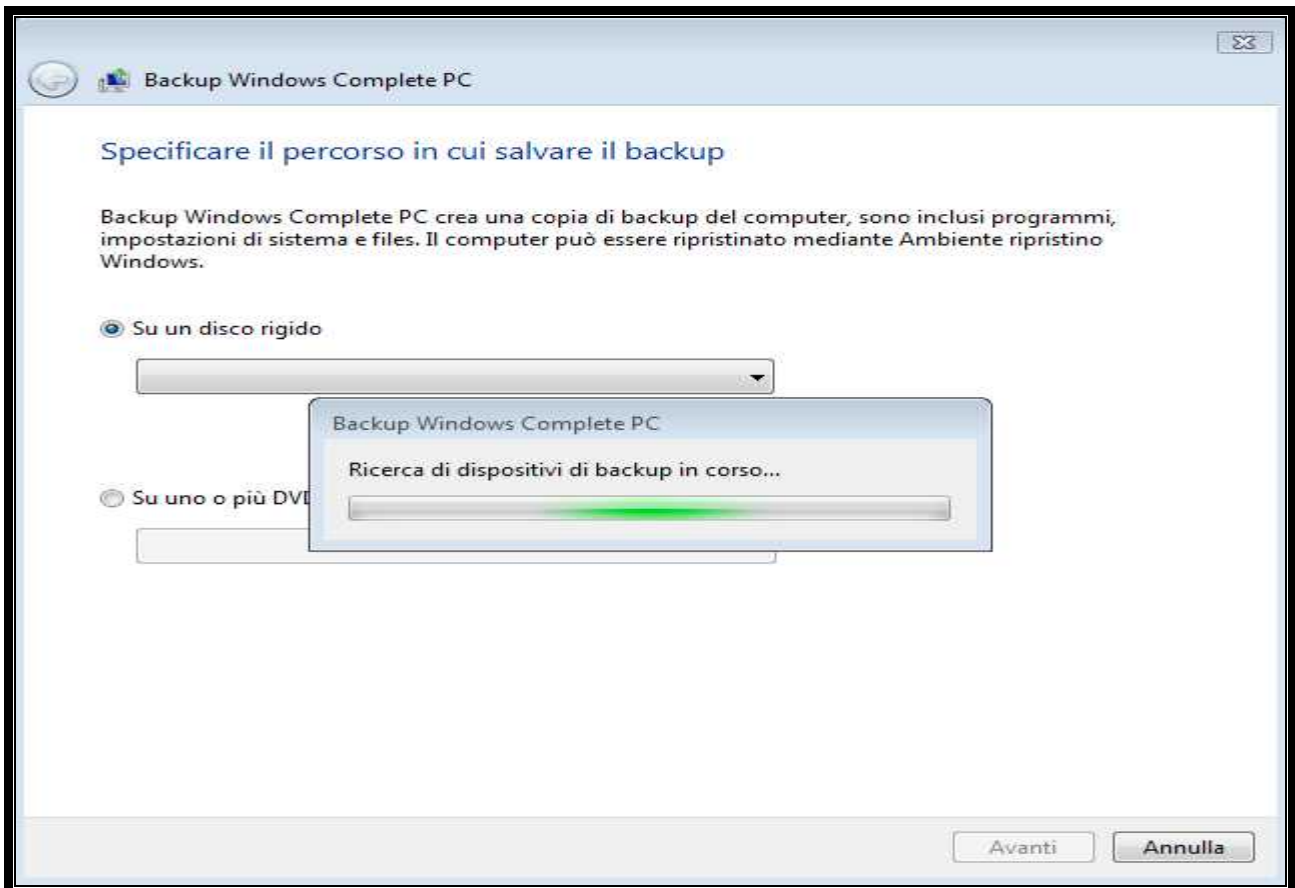 Backup Windows Complete PC
Specificare il percorso in cui salvare il backup
Backup Windows Complete PC crea una copia di backup del computer, sono inclusi programmi,
impostazioni di sistema e files. Il computer può essere ripristinato mediante Ambiente ripristino
Windows.
Su un disco rigido
Backup Windows Complete PC
Ricerca di dispositivi di backup in corso...
Su uno o più
Avanti
Annulla